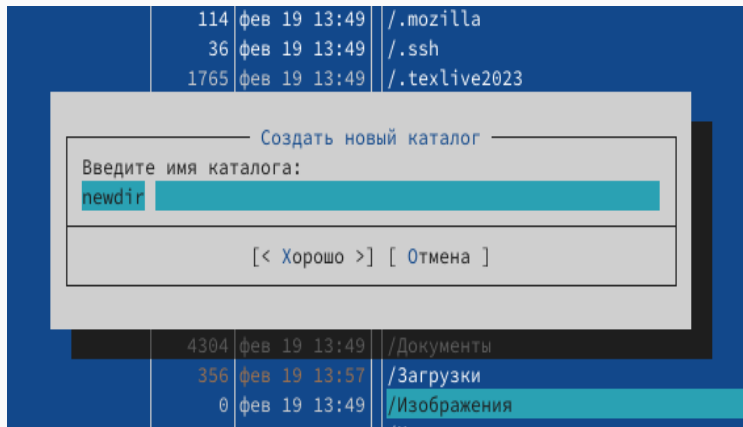 114 фев 19 13:49 /.mozilla
36 фев 19 13:49 /.ssh
1765 фев 19 13:49 /.texlive2023
Создать новый каталог
Введите имя каталога:
newdir
[< Хорошо >] [ Отмена ]
4304 фев 19 13:49 /Документы
356 фев 19 13:57 /Загрузки
0 фев 19 13:49 /Изображения